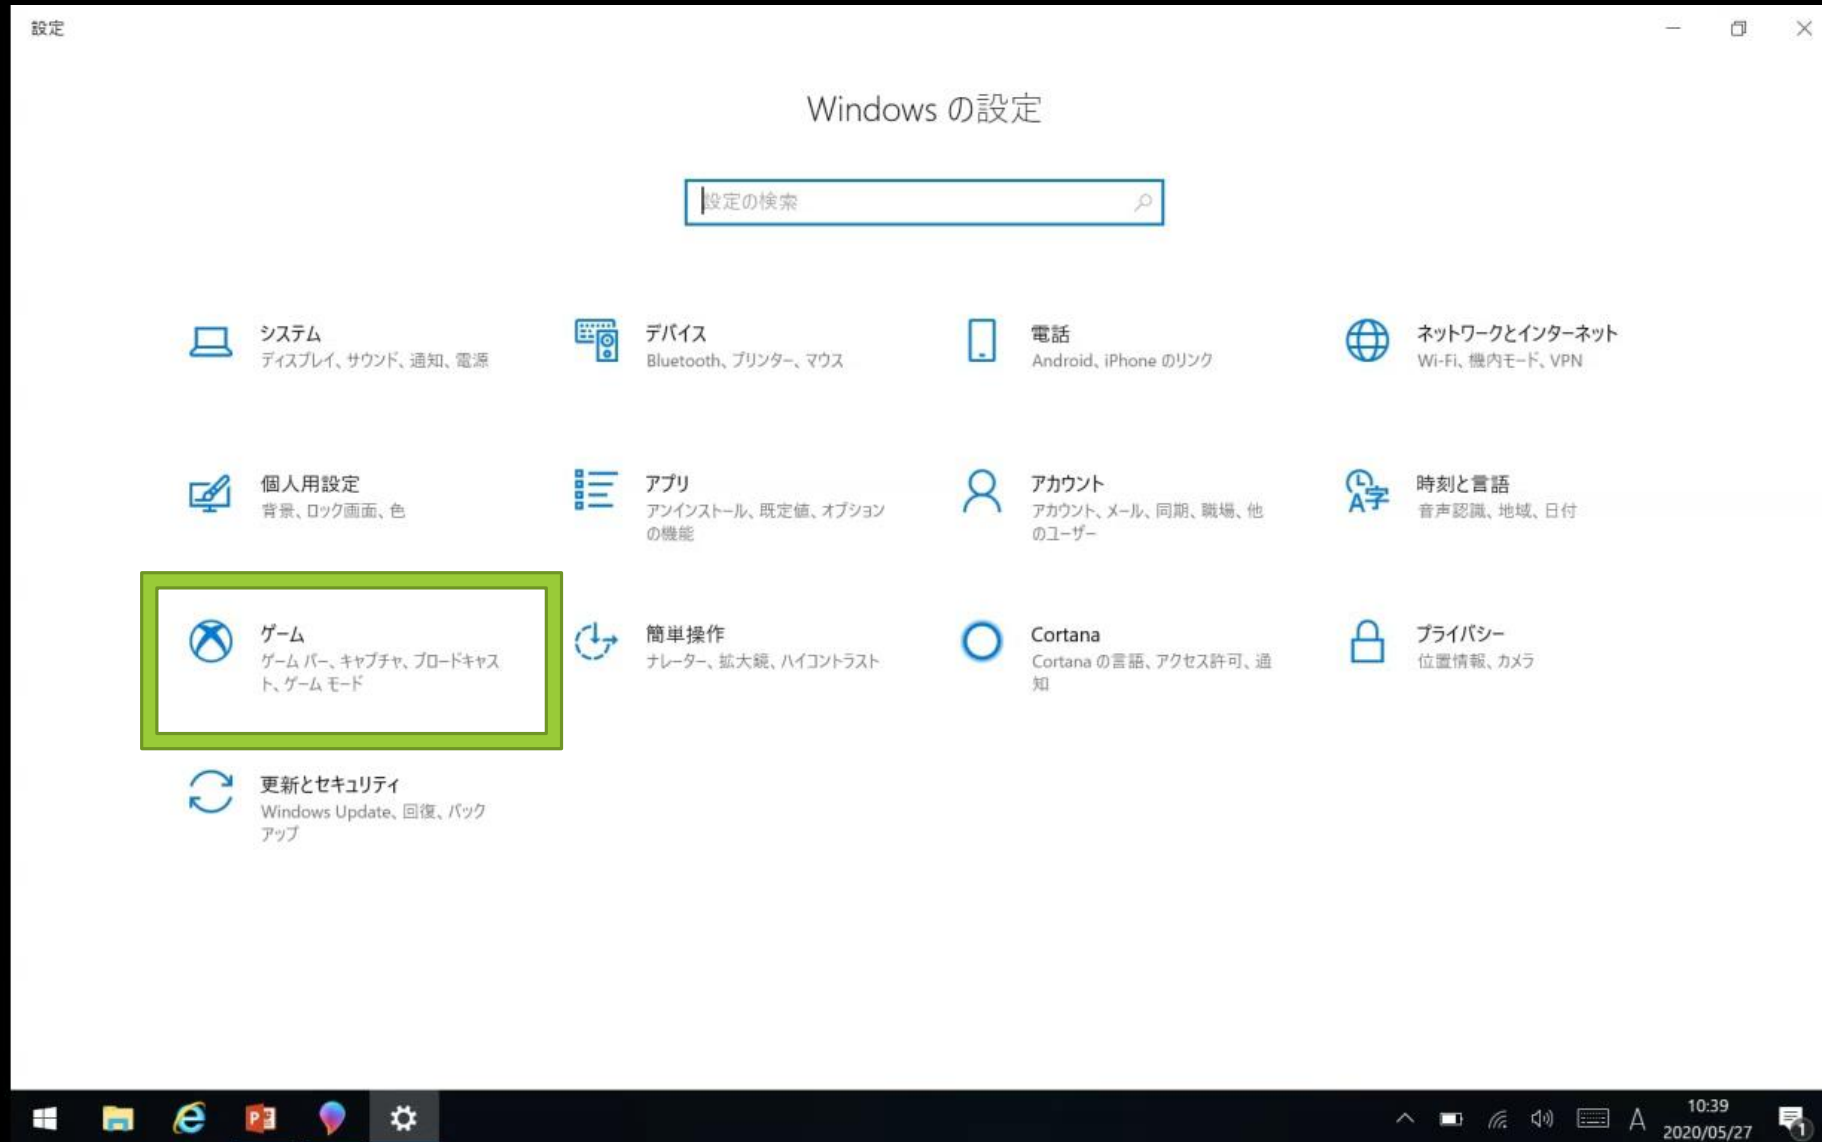 設定
Windows の設定
設定の検索
システム
ディスプレイ、サウンド、通知、電源
デバイス
Bluetooth、プリンター、マウス
電話
Android、iPhone のリンク
ネットワークとインターネット
Wi-Fi、機内モード、VPN
個人用設定
背景、ロック画面、色
アプリ
アンインストール、既定値、オプション
の機能
アカウント
アカウント、メール、同期、職場、他
のユーザー
時刻と言語
音声認識、地域、日付
ゲーム
ゲーム バー、キャプチャ、ブロードキャス
ト、ゲーム モード
簡単操作
ナレーター、拡大鏡、ハイコントラスト
Cortana
Cortana の言語、アクセス許可、通
知
プライバシー
位置情報、カメラ
更新とセキュリティ
Windows Update、回復、バック
アップ
A
10:39
2020/05/27
1